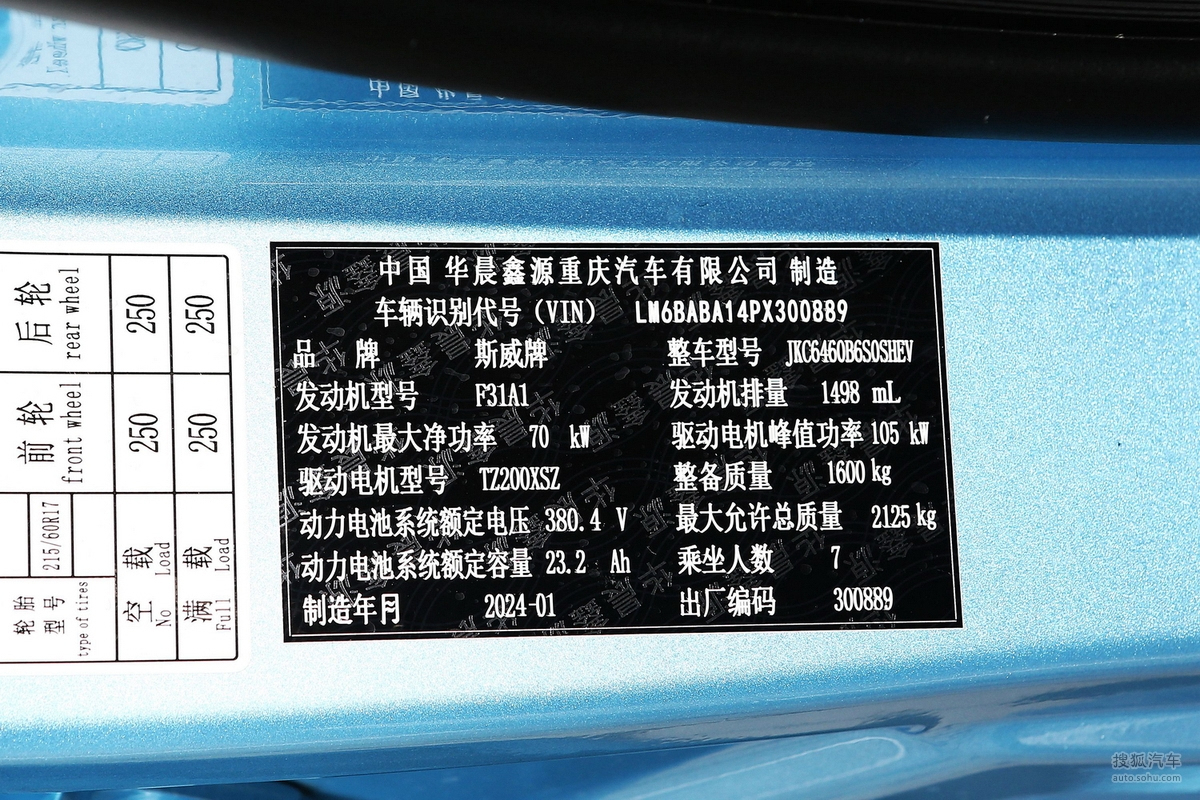 中国 华晨鑫源重庆汽车有限公司 制造
车辆识别代号（VIN） LM6BABA14PX300889
品 牌 斯威牌 整车型号 JKC6460B6S0SHEV
发动机型号 F31A1 发动机排量 1498 mL
发动机最大净功率 70 kW 驱动电机峰值功率 105 kW
驱动电机型号 TZ200XSZ 整备质量 1600 kg
动力电池系统额定电压 380.4 V 最大允许总质量 2125 kg
动力电池系统额定容量 23.2 Ah 乘坐人数 7
制造年月 2024-01 出厂编码 300889
轮胎型号 type of tires 215/60R17 前轮 front wheel 后轮 rear wheel
空载 No Load 250 250
满载 Full Load 250 250
搜狐汽车
auto.sohu.com